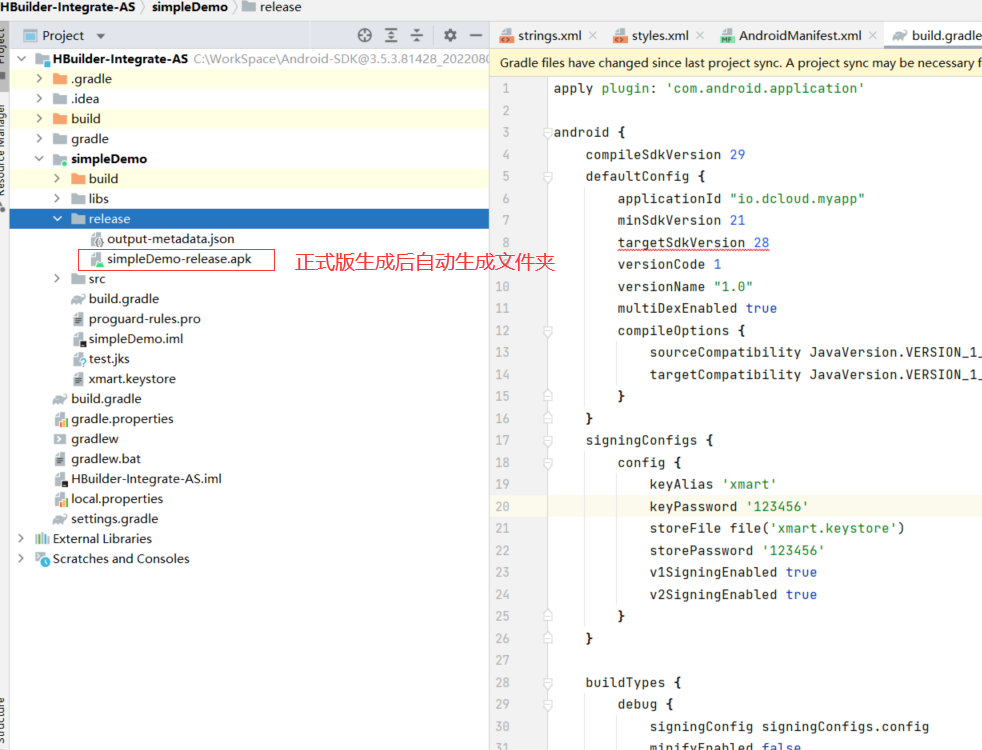 HBuilder-Integrate-AS simpleDemo release
Project
strings.xml
styles.xml
AndroidManifest.xml
build.gradle
Gradle files have changed since last project sync. A project sync may be necessary f
HBuilder-Integrate-AS C:\WorkSpace\Android-SDK@3.5.3.81428_2022080
.gradle
.idea
build
gradle
simpleDemo
build
libs
release
output-metadata.json
simpleDemo-release.apk
正式版生成后自动生成文件夹
src
build.gradle
proguard-rules.pro
simpleDemo.iml
test.jks
xmart.keystore
build.gradle
gradle.properties
gradlew
gradlew.bat
HBuilder-Integrate-AS.iml
local.properties
settings.gradle
External Libraries
Scratches and Consoles
Project
Resource Manager
Structure
1 apply plugin: 'com.android.application'
2
3 android {
4 compileSdkVersion 29
5 defaultConfig {
6 applicationId "io.dcloud.myapp"
7 minSdkVersion 21
8 targetSdkVersion 28
9 versionCode 1
10 versionName "1.0"
11 multiDexEnabled true
12 compileOptions {
13 sourceCompatibility JavaVersion.VERSION_1_
14 targetCompatibility JavaVersion.VERSION_1_
15 }
16 }
17 signingConfigs {
18 config {
19 keyAlias 'xmart'
20 keyPassword '123456'
21 storeFile file('xmart.keystore')
22 storePassword '123456'
23 v1SigningEnabled true
24 v2SigningEnabled true
25 }
26 }
27
28 buildTypes {
29 debug {
30 signingConfig signingConfigs.config
31 minifyEnabled false